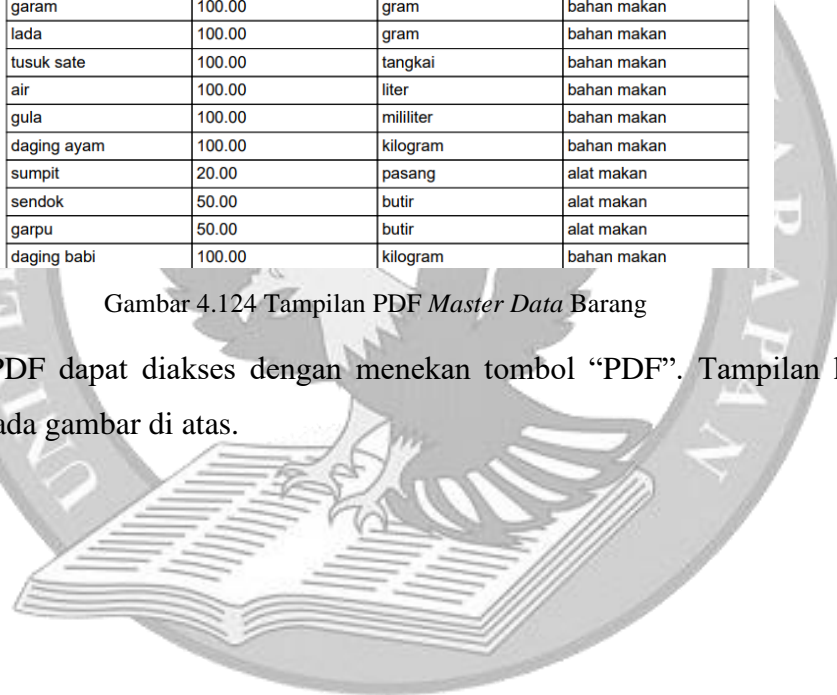 garam 100.00 gram bahan makan
lada 100.00 gram bahan makan
tusuk sate 100.00 tangkai bahan makan
air 100.00 liter bahan makan
gula 100.00 mililiter bahan makan
daging ayam 100.00 kilogram bahan makan
sumpit 20.00 pasang alat makan
sendok 50.00 butir alat makan
garpu 50.00 butir alat makan
daging babi 100.00 kilogram bahan makan
Gambar 4.124 Tampilan PDF Master Data Barang
PDF dapat diakses dengan menekan tombol “PDF”. Tampilan
gambar di atas.